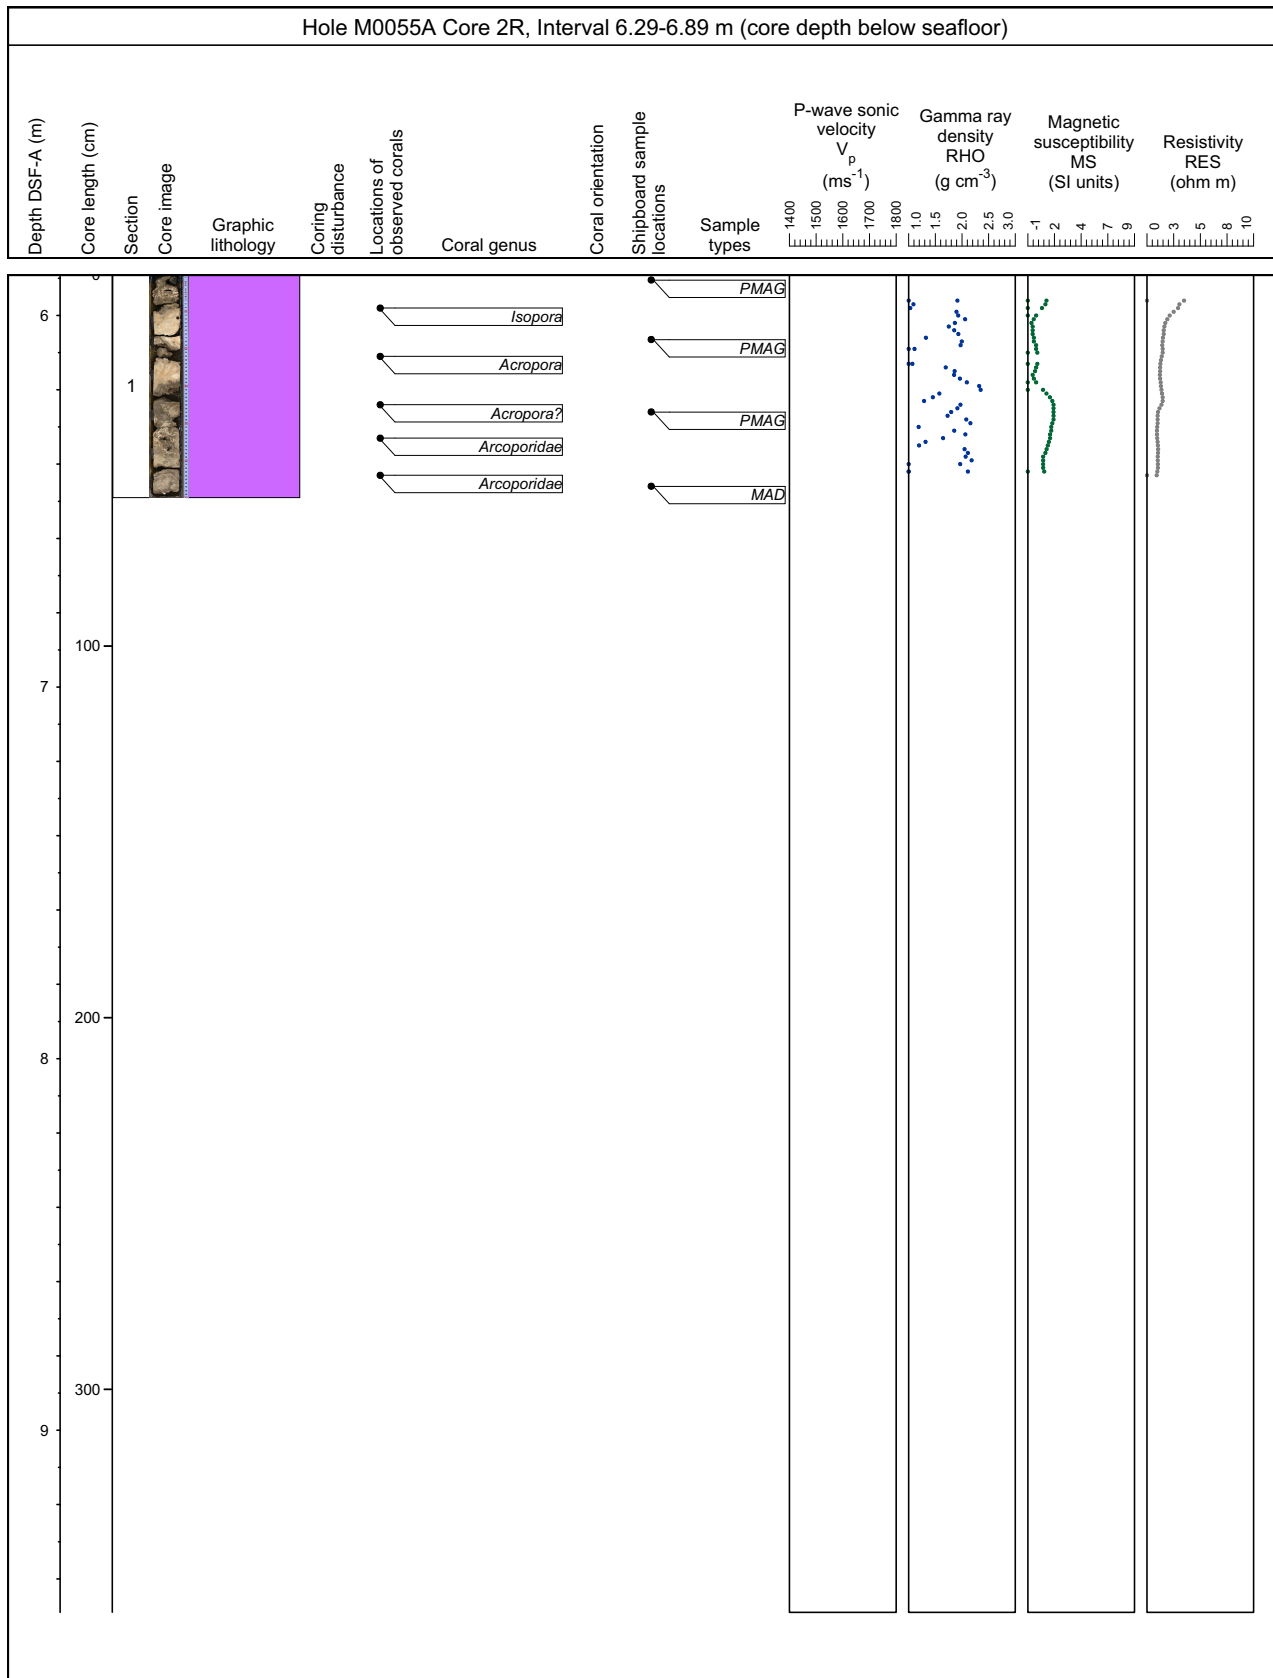 Hole M0055A Core 2R, Interval 6.29-6.89 m (core depth below seafloor)
Depth DSF-A (m)
Core length (cm)
Section
Core image
Graphic
lithology
Coring
disturbance
Locations of
observed corals
Coral genus
Coral orientation
Shipboard sample
locations
Sample
types
P-wave sonic
velocity
Vp
(ms-1)
1400 1500 1600 1700 1800
Gamma ray
density
RHO
(g cm-3)
1.0 1.5 2.0 2.5 3.0
Magnetic
susceptibility
MS
(SI units)
-1 2 4 7 9
Resistivity
RES
(ohm m)
0 3 5 8 10
0
PMAG
6
Isopora
PMAG
Acropora
1
Acropora?
PMAG
Arcoporidae
Arcoporidae
MAD
100
7
200
8
300
9